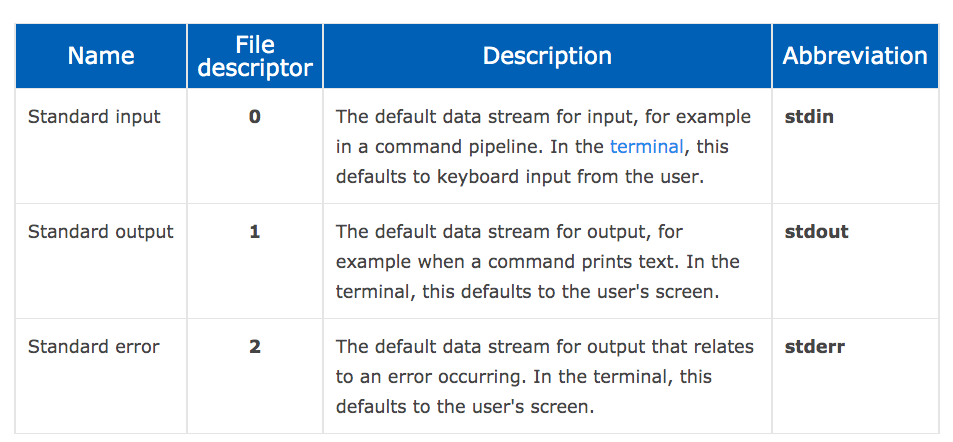 Name
File
descriptor
Description
Abbreviation
Standard input
0
The default data stream for input, for example
in a command pipeline. In the terminal, this
defaults to keyboard input from the user.
stdin
Standard output
1
The default data stream for output, for
example when a command prints text. In the
terminal, this defaults to the user's screen.
stdout
Standard error
2
The default data stream for output that relates
to an error occurring. In the terminal, this
defaults to the user's screen.
stderr